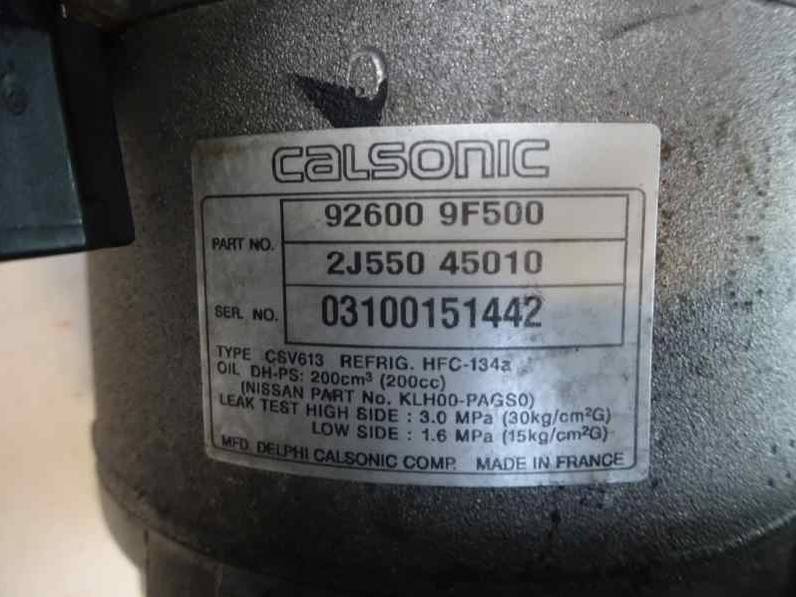 CALSONIC
PART NO.
92600 9F500
2J550 45010
SER. NO. 03100151442
TYPE CSV613 REFRIG. HFC-134a
OIL DH-PS: 200cm³ (200cc)
(NISSAN PART No. KLH00-PAGS0)
LEAK TEST HIGH SIDE : 3.0 MPa (30kg/cm²G)
LOW SIDE : 1.6 MPa (15kg/cm²G)
MFD. DELPHI CALSONIC COMP. MADE IN FRANCE